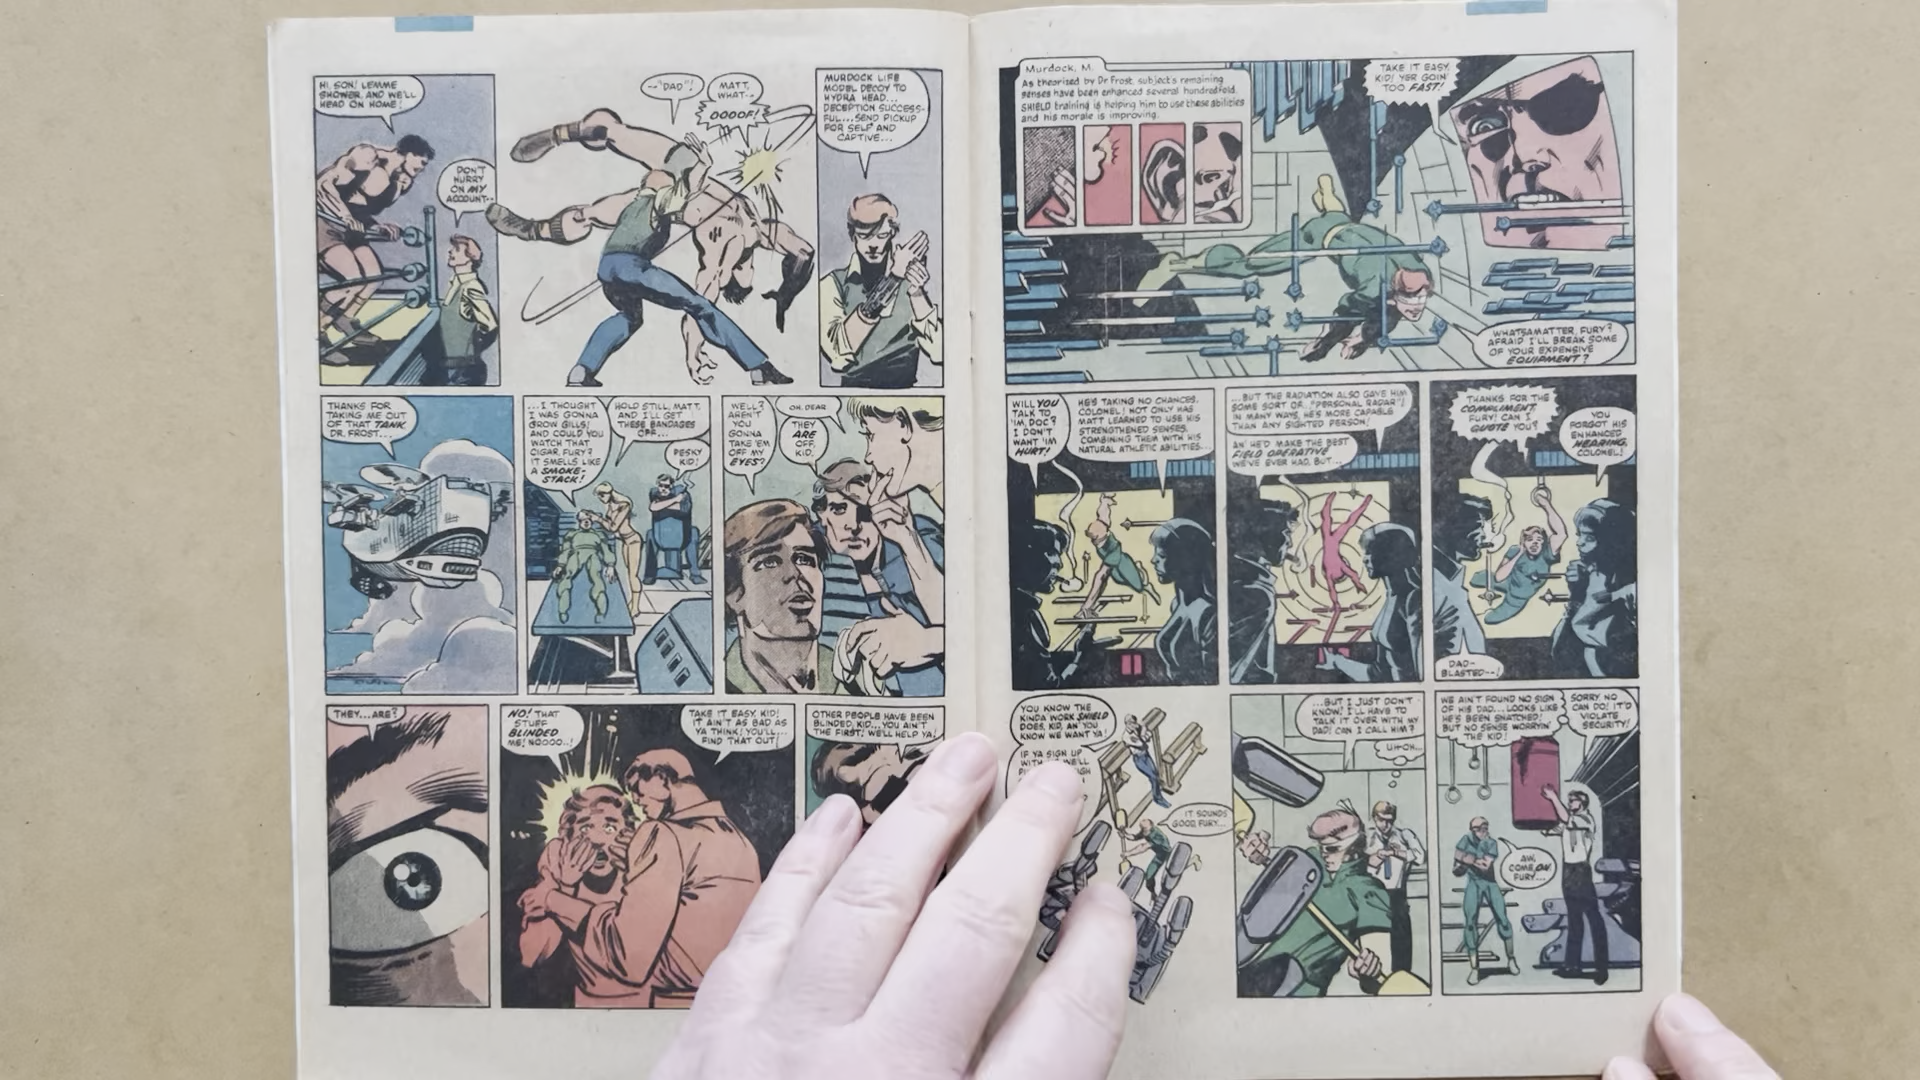 HI, SON! LEMME
SHOWER, AND WE'LL
HEAD ON HOME!
DON'T
HURRY
ON MY
ACCOUNT--
--"DAD"!
MATT,
WHAT--
OOOOF!
MURDOCK LIFE
MODEL DECOY TO
HYDRA HEAD...
DECEPTION SUCCESS-
FUL...SEND PICKUP
FOR SELF AND
CAPTIVE...
THANKS FOR
TAKING ME OUT
OF THAT TANK,
DR. FROST...
...I THOUGHT
I WAS GONNA
GROW GILLS!
AND COULD YOU
WATCH THAT
CIGAR, FURY?
IT SMELLS LIKE
A SMOKE-
STACK!
HOLD STILL, MATT,
AND I'LL GET
THESE BANDAGES
OFF...
PESKY
KID!
WELL?
AREN'T
YOU
GONNA
TAKE 'EM
OFF MY
EYES?
OH, DEAR
THEY
ARE
OFF,
KID.
THEY...ARE?
NO! THAT
STUFF
BLINDED
ME! NOOOO..!
TAKE IT EASY, KID!
IT AIN'T AS BAD AS
YA THINK! YOU'LL...
FIND THAT OUT!
OTHER PEOPLE HAVE BEEN
BLINDED, KID...YOU AIN'T
THE FIRST! WE'LL HELP YA!
Murdock, M.
As theorized by Dr Frost, subject's remaining
senses have been enhanced several hundredfold.
SHIELD training is helping him to use these abilities
and his morale is improving.
TAKE IT EASY,
KID! YER GOIN'
TOO FAST!
WHATSAMATTER, FURY?
AFRAID I'LL BREAK SOME
OF YOUR EXPENSIVE
EQUIPMENT?
WILL YOU
TALK TO
'IM, DOC?
I DON'T
WANT 'IM
HURT!
HE'S TAKING NO CHANCES,
COLONEL! NOT ONLY HAS
MATT LEARNED TO USE HIS
STRENGTHENED SENSES,
COMBINING THEM WITH HIS
NATURAL ATHLETIC ABILITIES...
...BUT THE RADIATION ALSO GAVE HIM
SOME SORT OF "PERSONAL RADAR"!
IN MANY WAYS, HE'S MORE CAPABLE
THAN ANY SIGHTED PERSON!
AN' HE'D MAKE THE BEST
FIELD OPERATIVE
WE'VE EVER HAD, BUT...
THANKS FOR THE
COMPLIMENT,
FURY! CAN I
QUOTE YOU?
YOU
FORGOT HIS
ENHANCED
HEARING,
COLONEL!
DAD-
BLASTED--!
YOU KNOW THE
KINDA WORK SHIELD
DOES, KID, AN' YOU
KNOW WE WANT YA!
IF YA SIGN UP
IT SOUNDS
GOOD, FURY...
...BUT I JUST DON'T
KNOW! I'LL HAVE TO
TALK IT OVER WITH MY
DAD! CAN I CALL HIM?
UH-OH...
WE AIN'T FOUND NO SIGN
OF HIS DAD...LOOKS LIKE
HE'S BEEN SNATCHED!
BUT NO SENSE WORRYIN'
THE KID!
SORRY, NO
CAN DO! IT'D
VIOLATE
SECURITY!
AW,
COME ON,
FURY...